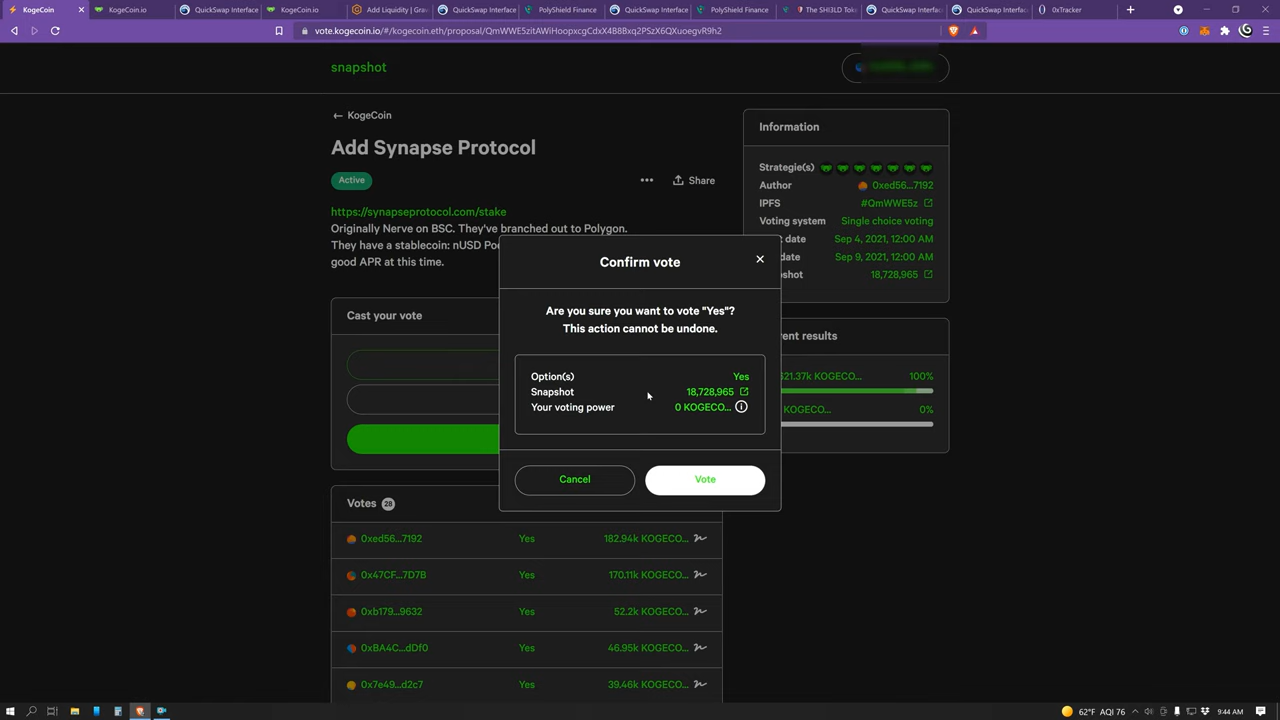 KogeCoin
KogeCoin.io
QuickSwap Interface
KogeCoin.io
Add Liquidity | Grav
QuickSwap Interface
PolyShield Finance
QuickSwap Interface
PolyShield Finance
The SHI3LD Tok
QuickSwap Interface
QuickSwap Interface
0xTracker
vote.kogecoin.io/#/kogecoin.eth/proposal/QmWWE5zitAWiHoopxcgCdxX4B8Bxq2PSzX6QXuoegvR9h2
snapshot
← KogeCoin
Add Synapse Protocol
Active
Share
https://synapseprotocol.com/stake
Originally Nerve on BSC. They've branched out to Polygon.
They have a stablecoin: nUSD Poo
good APR at this time.
Cast your vote
Information
Strategie(s)
Author 0xed56...7192
IPFS #QmWWE5z
Voting system Single choice voting
date Sep 4, 2021, 12:00 AM
date Sep 9, 2021, 12:00 AM
shot 18,728,965
Confirm vote
Are you sure you want to vote "Yes"?
This action cannot be undone.
Option(s) Yes
Snapshot 18,728,965
Your voting power 0 KOGECO...
Cancel
Vote
ent results
21.37k KOGECO... 100%
KOGECO... 0%
Votes 28
0xed56...7192 Yes 182.94k KOGECO...
0x47CF...7D7B Yes 170.11k KOGECO...
0xb179...9632 Yes 52.2k KOGECO...
0xBA4C...dDf0 Yes 46.95k KOGECO...
0x7e49...d2c7 Yes 39.46k KOGECO...
62°F AQI 76
9:44 AM